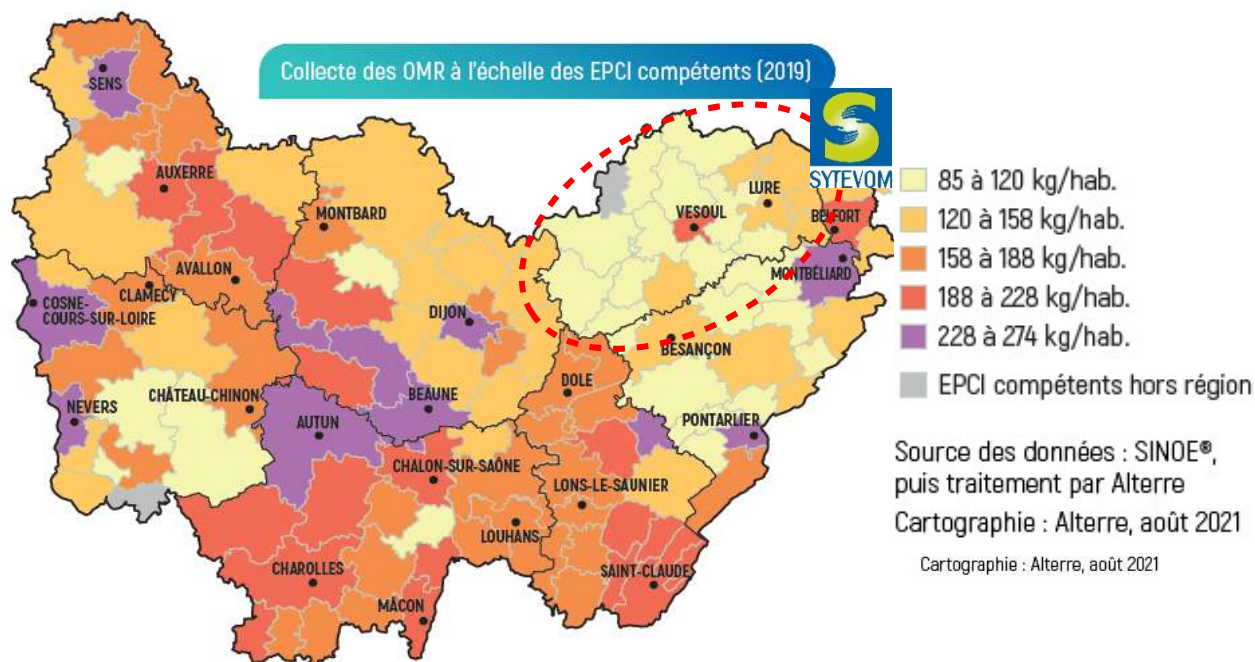 Collecte des OMR à l'échelle des EPCI compétents (2019)
SENS
AUXERRE
MONTBARD
AVALLON
CLAMECY
COSNE-
COURS-SUR-LOIRE
DIJON
NEVERS
CHÂTEAU-CHINON
AUTUN
BEAUNE
CHALON-SUR-SAÔNE
LOUHANS
CHAROLLES
MÂCON
SYTEVOM
LURE
VESOUL
BELFORT
MONTBÉLIARD
BESANÇON
DOLE
PONTARLIER
LONS-LE-SAUNIER
SAINT-CLAUDE
85 à 120 kg/hab.
120 à 158 kg/hab.
158 à 188 kg/hab.
188 à 228 kg/hab.
228 à 274 kg/hab.
EPCI compétents hors région
Source des données : SINOE®,
puis traitement par Alterre
Cartographie : Alterre, août 2021
Cartographie : Alterre, août 2021